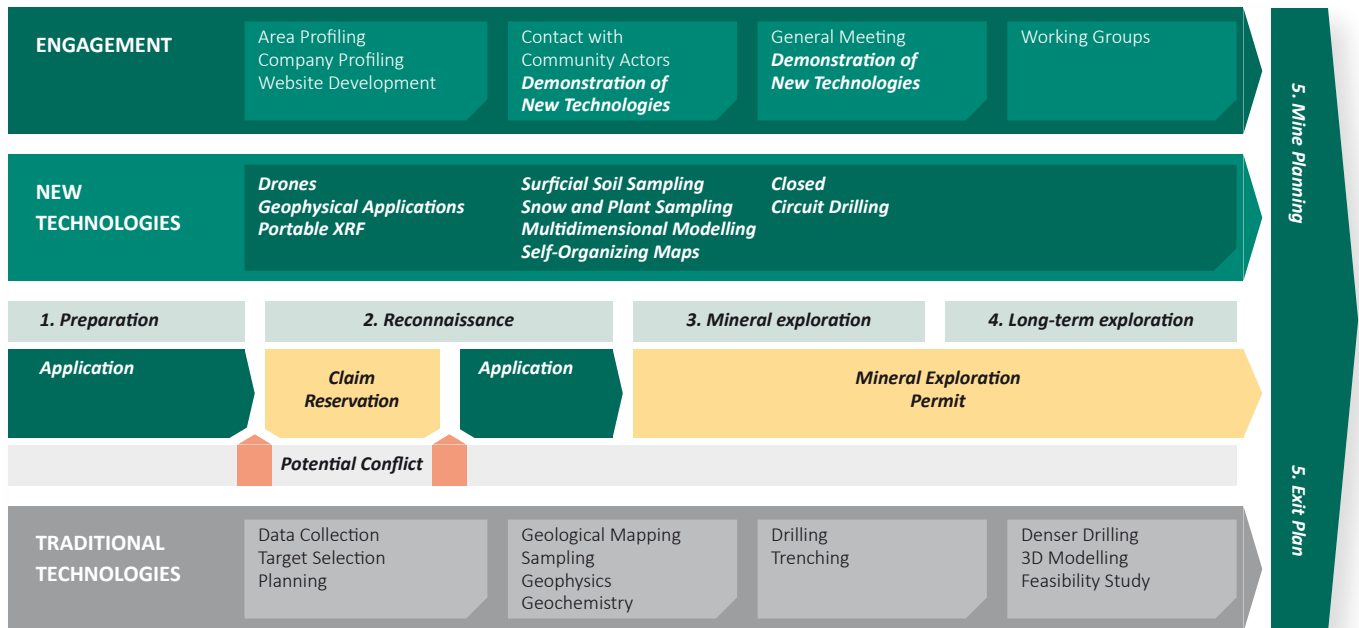 ENGAGEMENT
Area Profiling
Company Profiling
Website Development
Contact with
Community Actors
Demonstration of
New Technologies
General Meeting
Demonstration of
New Technologies
Working Groups
NEW
TECHNOLOGIES
Drones
Geophysical Applications
Portable XRF
Surficial Soil Sampling
Snow and Plant Sampling
Multidimensional Modelling
Self-Organizing Maps
Closed
Circuit Drilling
1. Preparation
2. Reconnaissance
3. Mineral exploration
4. Long-term exploration
Application
Claim
Reservation
Application
Mineral Exploration
Permit
Potential Conflict
TRADITIONAL
TECHNOLOGIES
Data Collection
Target Selection
Planning
Geological Mapping
Sampling
Geophysics
Geochemistry
Drilling
Trenching
Denser Drilling
3D Modelling
Feasibility Study
5. Mine Planning
5. Exit Plan